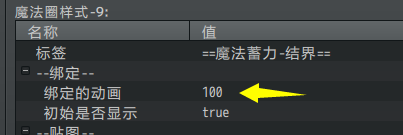 魔法圈样式-9:
名称 值
标签 ==魔法蓄力-结界==
--绑定--
绑定的动画 100
初始是否显示 true
--贴图--